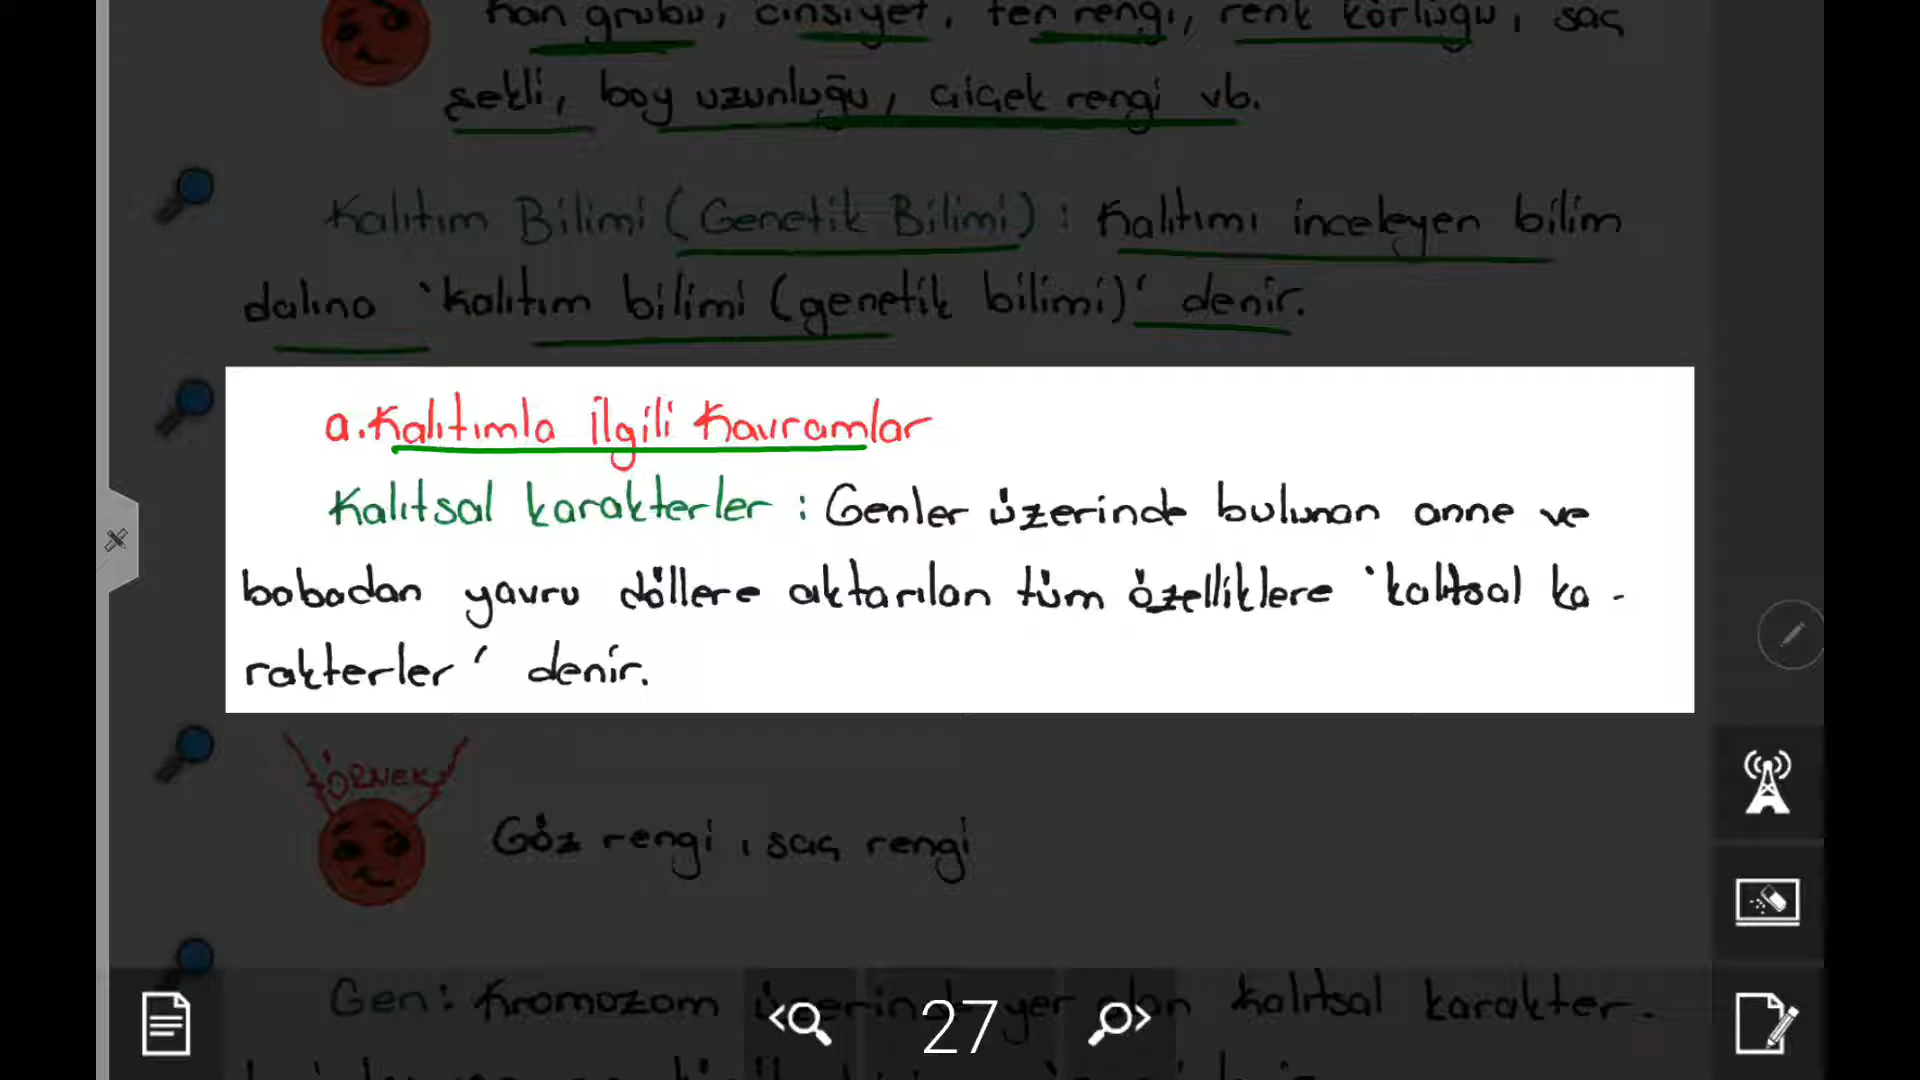 kan grubu, cinsiyet, ten rengi, renk körlüğü, saç
şekli, boy uzunluğu, çiçek rengi vb.
Kalıtım Bilimi (Genetik Bilimi) : Kalıtımı inceleyen bilim
dalına 'kalıtım bilimi (genetik bilimi)' denir.
a. Kalıtımla İlgili Kavramlar
Kalıtsal karakterler : Genler üzerinde bulunan anne ve
babadan yavru döllere aktarılan tüm özelliklere 'kalıtsal ka -
rakterler' denir.
ÖRNEK
Göz rengi, saç rengi
Gen: Kromozom üzerinde yer alan kalıtsal karakter -
27